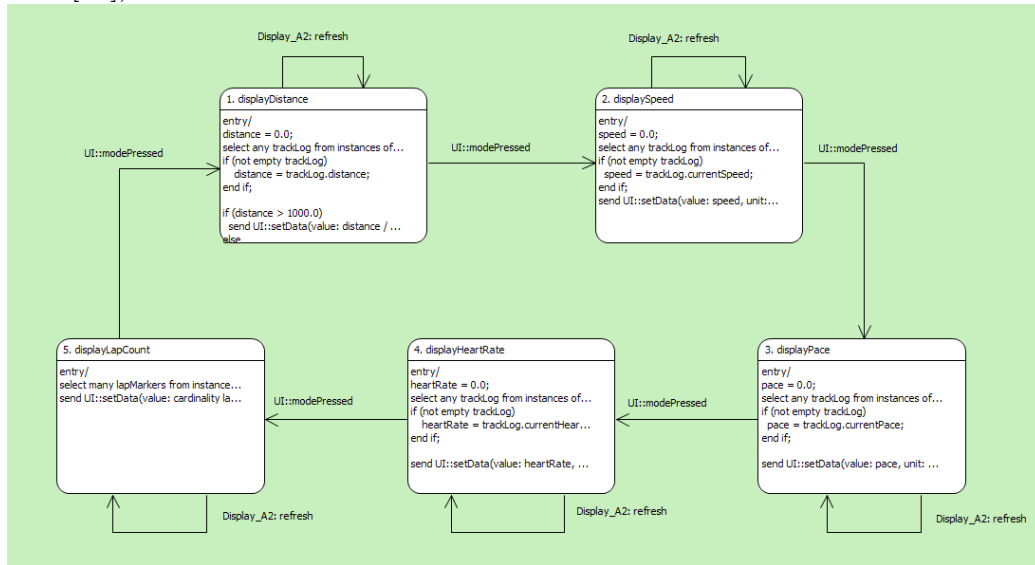 Display_A2: refresh
Display_A2: refresh
1. displayDistance
entry/
distance = 0.0;
select any trackLog from instances of...
if (not empty trackLog)
distance = trackLog.distance;
end if;
if (distance > 1000.0)
send UI::setData(value: distance / ...
else
UI::modePressed
2. displaySpeed
entry/
speed = 0.0;
select any trackLog from instances of...
if (not empty trackLog)
speed = trackLog.currentSpeed;
end if;
send UI::setData(value: speed, unit:...
UI::modePressed
UI::modePressed
5. displayLapCount
entry/
select many lapMarkers from instance...
send UI::setData(value: cardinality la...
UI::modePressed
4. displayHeartRate
entry/
heartRate = 0.0;
select any trackLog from instances of...
if (not empty trackLog)
heartRate = trackLog.currentHear...
end if;
send UI::setData(value: heartRate, ...
UI::modePressed
3. displayPace
entry/
pace = 0.0;
select any trackLog from instances of...
if (not empty trackLog)
pace = trackLog.currentPace;
end if;
send UI::setData(value: pace, unit: ...
Display_A2: refresh
Display_A2: refresh
Display_A2: refresh